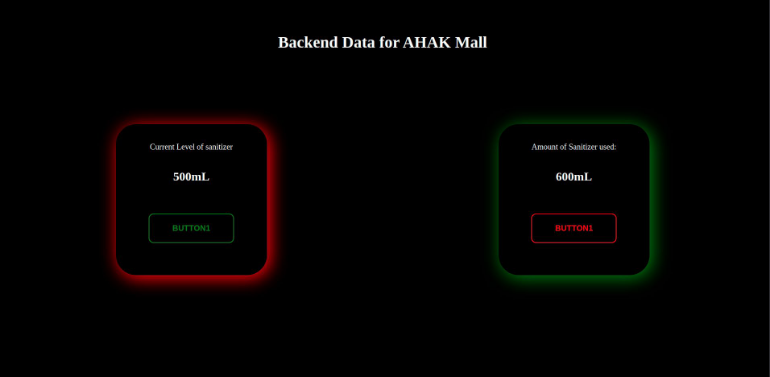 Backend Data for AHAK Mall
Current Level of sanitizer
500mL
BUTTON1
Amount of Sanitizer used:
600mL
BUTTON1